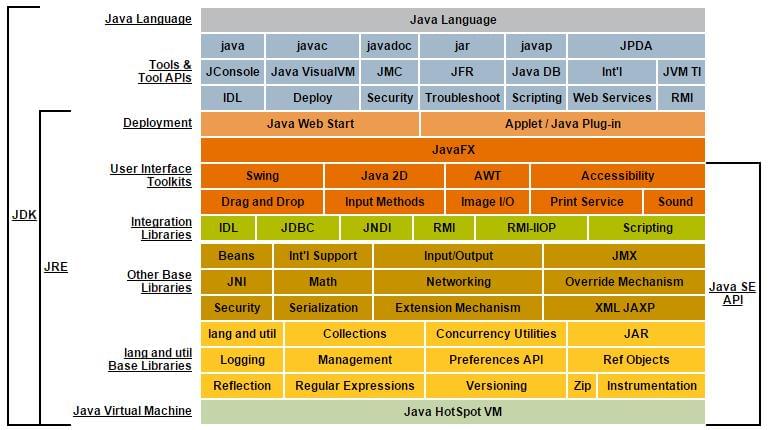 Java Language Java Language
java javac javadoc jar javap JPDA
Tools &
Tool APIs
JConsole Java VisualVM JMC JFR Java DB Int'l JVM TI
IDL Deploy Security Troubleshoot Scripting Web Services RMI
Deployment Java Web Start Applet / Java Plug-in
JavaFX
User Interface
Toolkits
Swing Java 2D AWT Accessibility
Drag and Drop Input Methods Image I/O Print Service Sound
JDK
Integration
Libraries
IDL JDBC JNDI RMI RMI-IIOP Scripting
JRE
Beans Int'l Support Input/Output JMX
Other Base
Libraries
JNI Math Networking Override Mechanism
Java SE
API
Security Serialization Extension Mechanism XML JAXP
lang and util Collections Concurrency Utilities JAR
lang and util
Base Libraries
Logging Management Preferences API Ref Objects
Reflection Regular Expressions Versioning Zip Instrumentation
Java Virtual Machine Java HotSpot VM